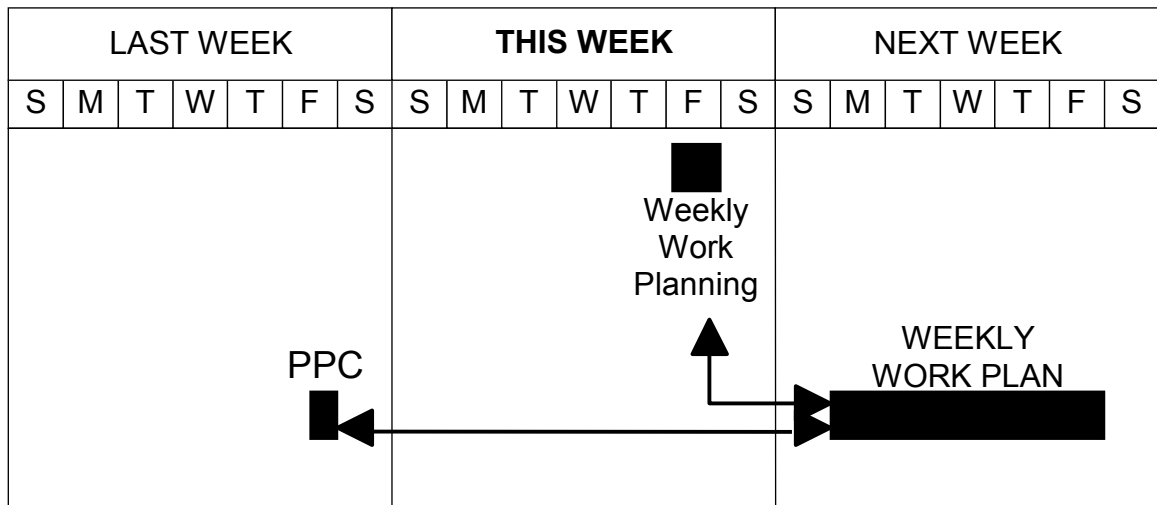 LAST WEEK THIS WEEK NEXT WEEK
S M T W T F S S M T W T F S S M T W T F S
Weekly
Work
Planning
PPC
WEEKLY
WORK PLAN